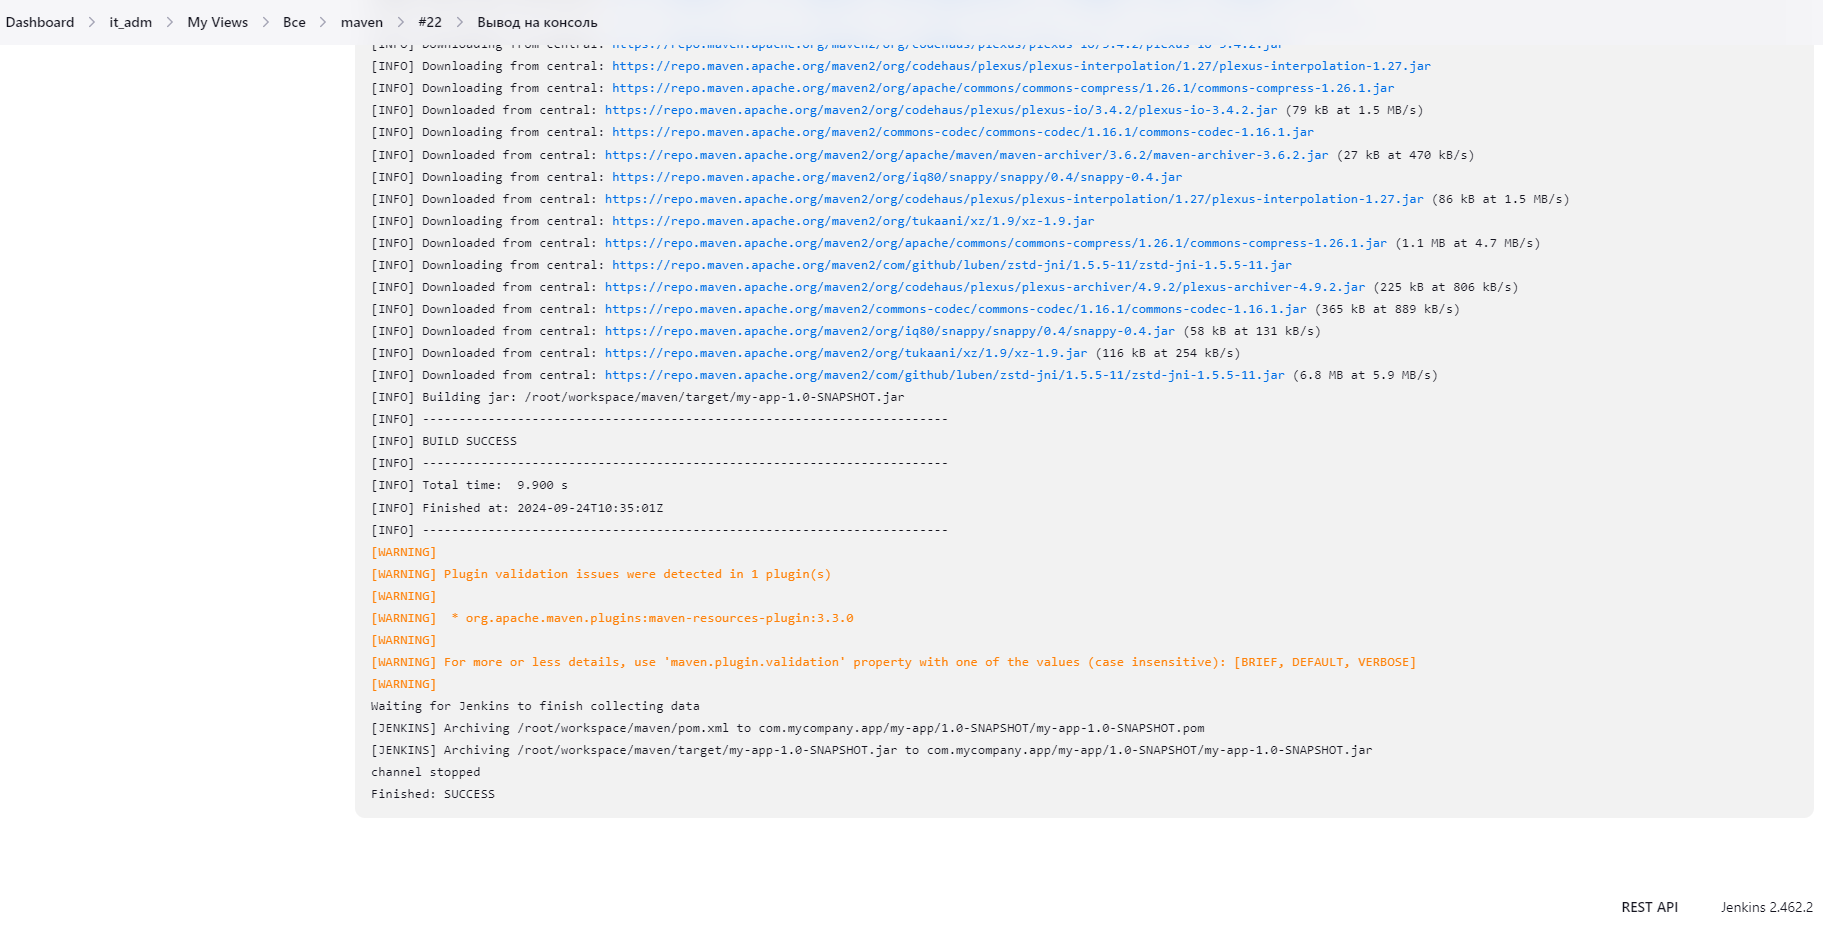 Dashboard > it_adm > My Views > Все > maven > #22 > Вывод на консоль
[INFO] Downloading from central: https://repo.maven.apache.org/maven2/org/codehaus/plexus/plexus-io/3.4.2/plexus-io-3.4.2.jar
[INFO] Downloading from central: https://repo.maven.apache.org/maven2/org/codehaus/plexus/plexus-interpolation/1.27/plexus-interpolation-1.27.jar
[INFO] Downloading from central: https://repo.maven.apache.org/maven2/org/apache/commons/commons-compress/1.26.1/commons-compress-1.26.1.jar
[INFO] Downloaded from central: https://repo.maven.apache.org/maven2/org/codehaus/plexus/plexus-io/3.4.2/plexus-io-3.4.2.jar (79 kB at 1.5 MB/s)
[INFO] Downloading from central: https://repo.maven.apache.org/maven2/commons-codec/commons-codec/1.16.1/commons-codec-1.16.1.jar
[INFO] Downloaded from central: https://repo.maven.apache.org/maven2/org/apache/maven/maven-archiver/3.6.2/maven-archiver-3.6.2.jar (27 kB at 470 kB/s)
[INFO] Downloading from central: https://repo.maven.apache.org/maven2/org/iq80/snappy/snappy/0.4/snappy-0.4.jar
[INFO] Downloaded from central: https://repo.maven.apache.org/maven2/org/codehaus/plexus/plexus-interpolation/1.27/plexus-interpolation-1.27.jar (86 kB at 1.5 MB/s)
[INFO] Downloading from central: https://repo.maven.apache.org/maven2/org/tukaani/xz/1.9/xz-1.9.jar
[INFO] Downloaded from central: https://repo.maven.apache.org/maven2/org/apache/commons/commons-compress/1.26.1/commons-compress-1.26.1.jar (1.1 MB at 4.7 MB/s)
[INFO] Downloading from central: https://repo.maven.apache.org/maven2/com/github/luben/zstd-jni/1.5.5-11/zstd-jni-1.5.5-11.jar
[INFO] Downloaded from central: https://repo.maven.apache.org/maven2/org/codehaus/plexus/plexus-archiver/4.9.2/plexus-archiver-4.9.2.jar (225 kB at 806 kB/s)
[INFO] Downloaded from central: https://repo.maven.apache.org/maven2/commons-codec/commons-codec/1.16.1/commons-codec-1.16.1.jar (365 kB at 889 kB/s)
[INFO] Downloaded from central: https://repo.maven.apache.org/maven2/org/iq80/snappy/snappy/0.4/snappy-0.4.jar (58 kB at 131 kB/s)
[INFO] Downloaded from central: https://repo.maven.apache.org/maven2/org/tukaani/xz/1.9/xz-1.9.jar (116 kB at 254 kB/s)
[INFO] Downloaded from central: https://repo.maven.apache.org/maven2/com/github/luben/zstd-jni/1.5.5-11/zstd-jni-1.5.5-11.jar (6.8 MB at 5.9 MB/s)
[INFO] Building jar: /root/workspace/maven/target/my-app-1.0-SNAPSHOT.jar
[INFO] ------------------------------------------------------------------------
[INFO] BUILD SUCCESS
[INFO] ------------------------------------------------------------------------
[INFO] Total time:  9.900 s
[INFO] Finished at: 2024-09-24T10:35:01Z
[INFO] ------------------------------------------------------------------------
[WARNING]
[WARNING] Plugin validation issues were detected in 1 plugin(s)
[WARNING]
[WARNING]  * org.apache.maven.plugins:maven-resources-plugin:3.3.0
[WARNING]
[WARNING] For more or less details, use 'maven.plugin.validation' property with one of the values (case insensitive): [BRIEF, DEFAULT, VERBOSE]
[WARNING]
Waiting for Jenkins to finish collecting data
[JENKINS] Archiving /root/workspace/maven/pom.xml to com.mycompany.app/my-app/1.0-SNAPSHOT/my-app-1.0-SNAPSHOT.pom
[JENKINS] Archiving /root/workspace/maven/target/my-app-1.0-SNAPSHOT.jar to com.mycompany.app/my-app/1.0-SNAPSHOT/my-app-1.0-SNAPSHOT.jar
channel stopped
Finished: SUCCESS
REST API Jenkins 2.462.2